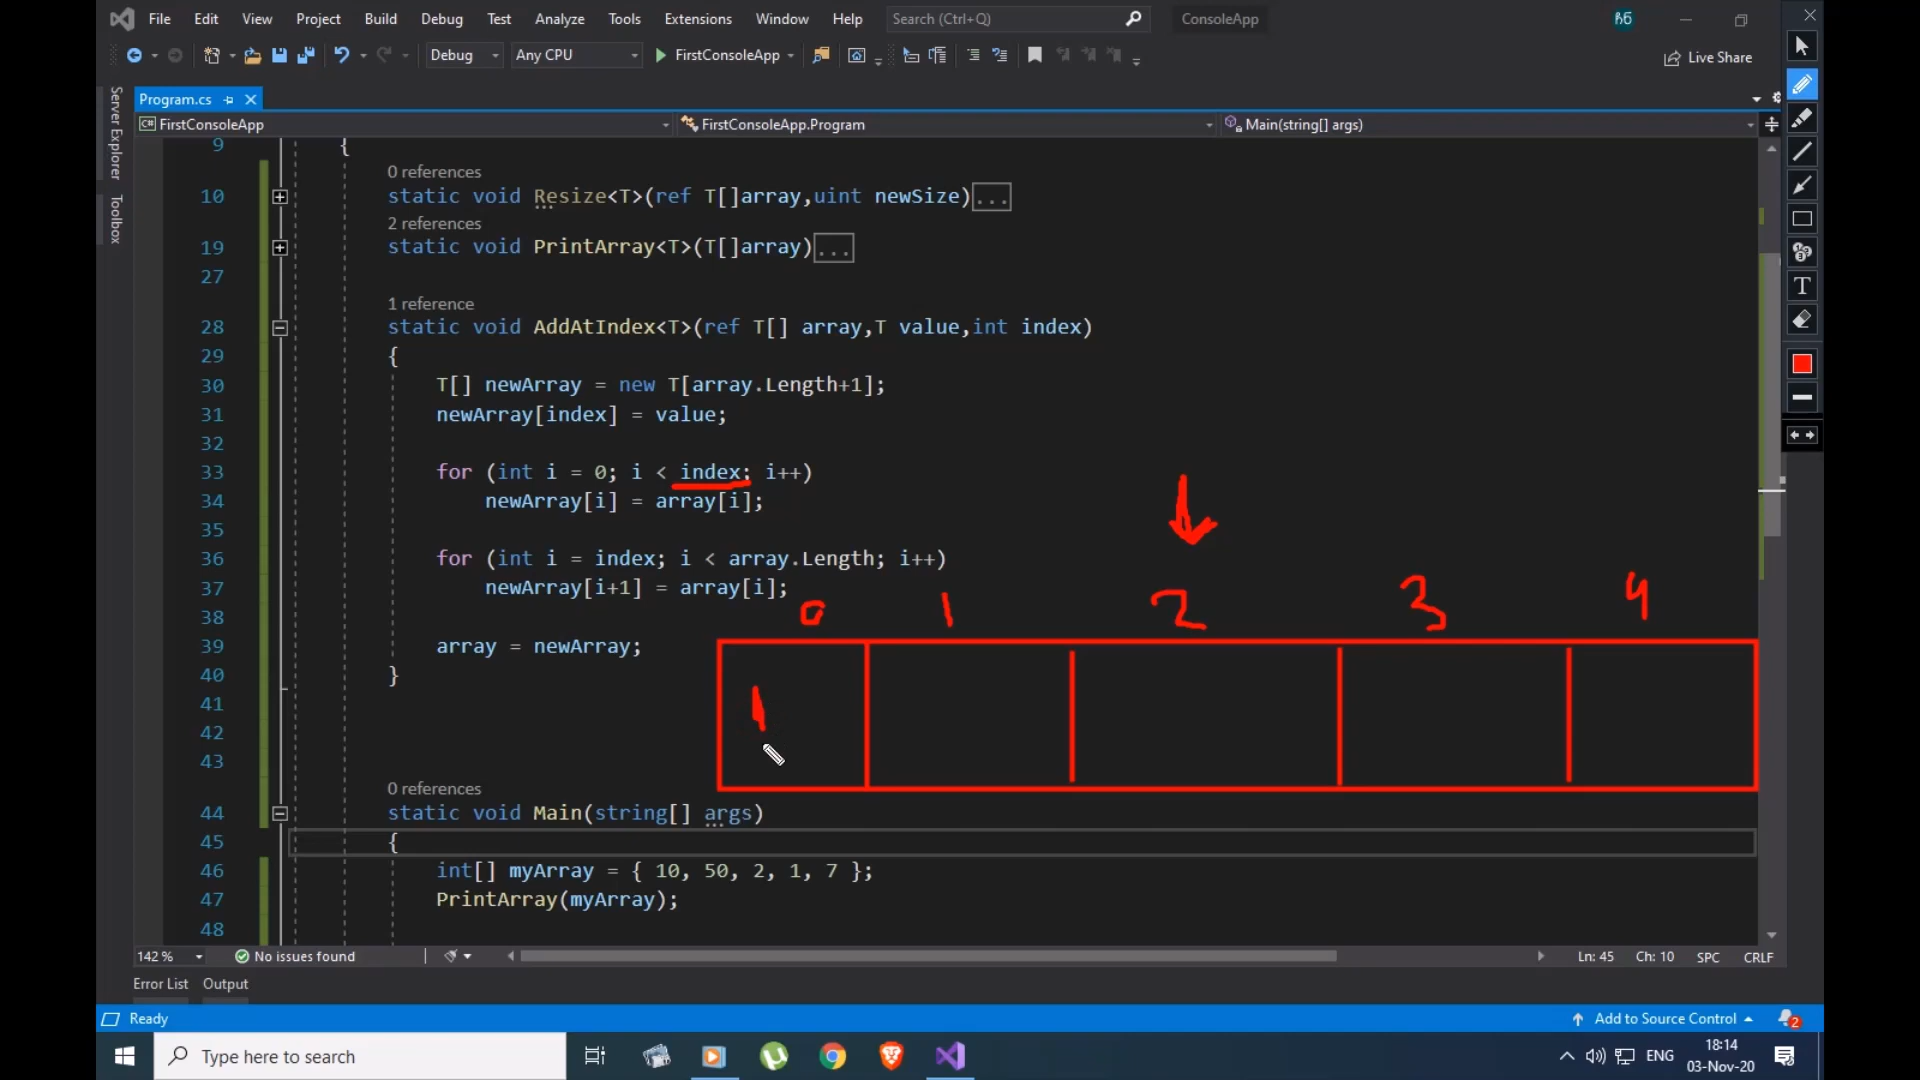 File Edit View Project Build Debug Test Analyze Tools Extensions Window Help Search (Ctrl+Q) ConsoleApp
Debug Any CPU FirstConsoleApp Live Share
Server Explorer
Toolbox
Program.cs
C# FirstConsoleApp FirstConsoleApp.Program Main(string[] args)
9 {
0 references
10 static void Resize<T>(ref T[]array,uint newSize)...
2 references
19 static void PrintArray<T>(T[]array)...
27
1 reference
28 static void AddAtIndex<T>(ref T[] array,T value,int index)
29 {
30 T[] newArray = new T[array.Length+1];
31 newArray[index] = value;
32
33 for (int i = 0; i < index; i++)
34 newArray[i] = array[i];
35
36 for (int i = index; i < array.Length; i++)
37 newArray[i+1] = array[i];
38
0 1 2 3 4
39 array = newArray;
40 }
41
1
42
43
0 references
44 static void Main(string[] args)
45 {
46 int[] myArray = { 10, 50, 2, 1, 7 };
47 PrintArray(myArray);
48
142 % No issues found Ln: 45 Ch: 10 SPC CRLF
Error List Output
Ready Add to Source Control 2
Type here to search ENG 18:14
03-Nov-20